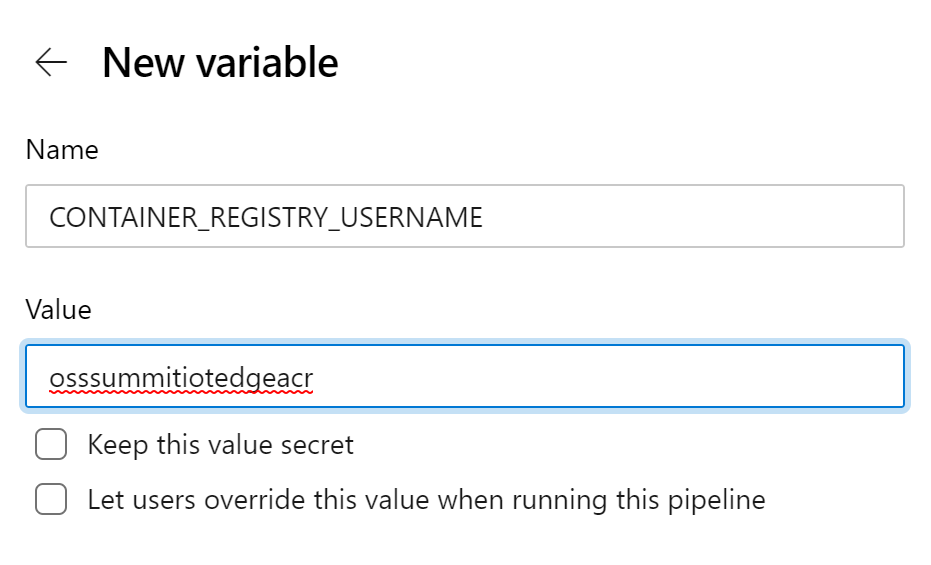 New variable
Name
CONTAINER_REGISTRY_USERNAME
Value
osssummitiotedgeacr
Keep this value secret
Let users override this value when running this pipeline